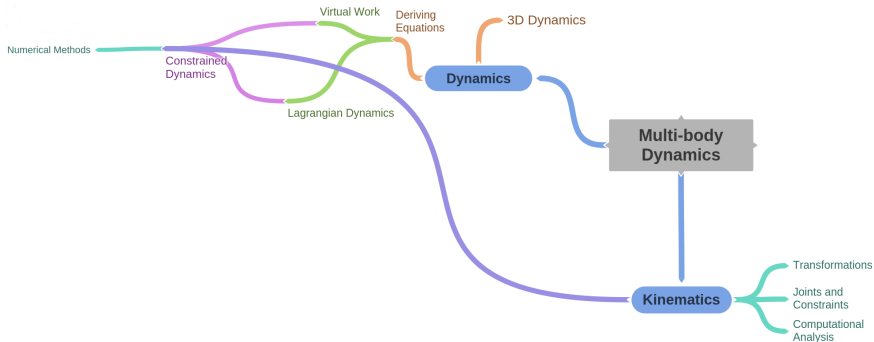 Virtual Work
Deriving
Equations
3D Dynamics
Numerical Methods
Constrained
Dynamics
Dynamics
Lagrangian Dynamics
Multi-body
Dynamics
Transformations
Kinematics
Joints and
Constraints
Computational
Analysis